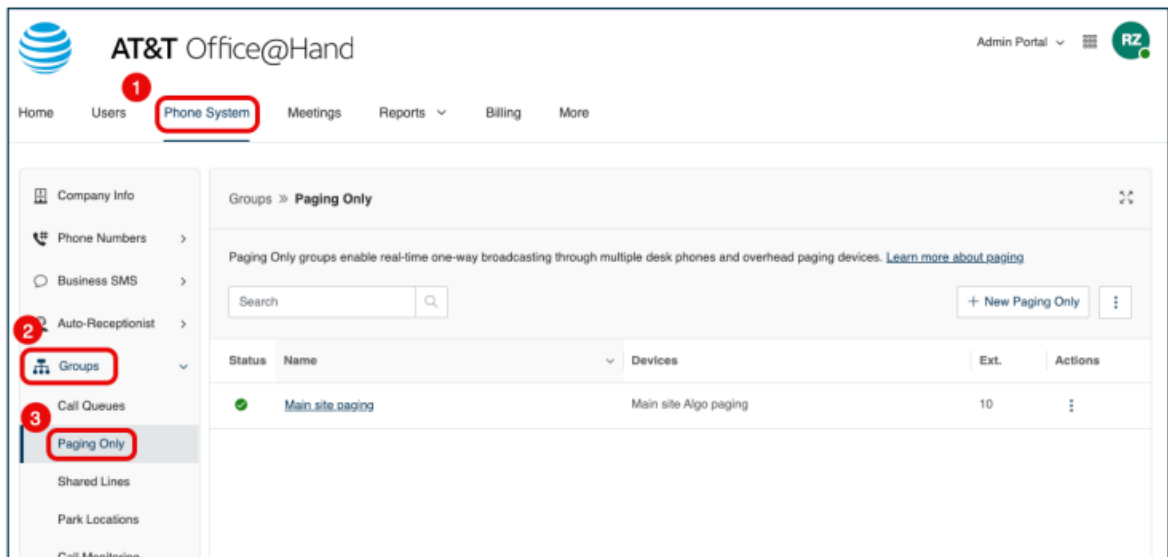 AT&T Office@Hand
Admin Portal
RZ
1
Home Users Phone System Meetings Reports Billing More
Company Info
Phone Numbers
Business SMS
Auto-Receptionist
2
Groups
Call Queues
3
Paging Only
Shared Lines
Park Locations
Call Monitoring
Groups » Paging Only
Paging Only groups enable real-time one-way broadcasting through multiple desk phones and overhead paging devices. Learn more about paging
Search
+ New Paging Only
Status Name Devices Ext. Actions
Main site paging Main site Algo paging 10